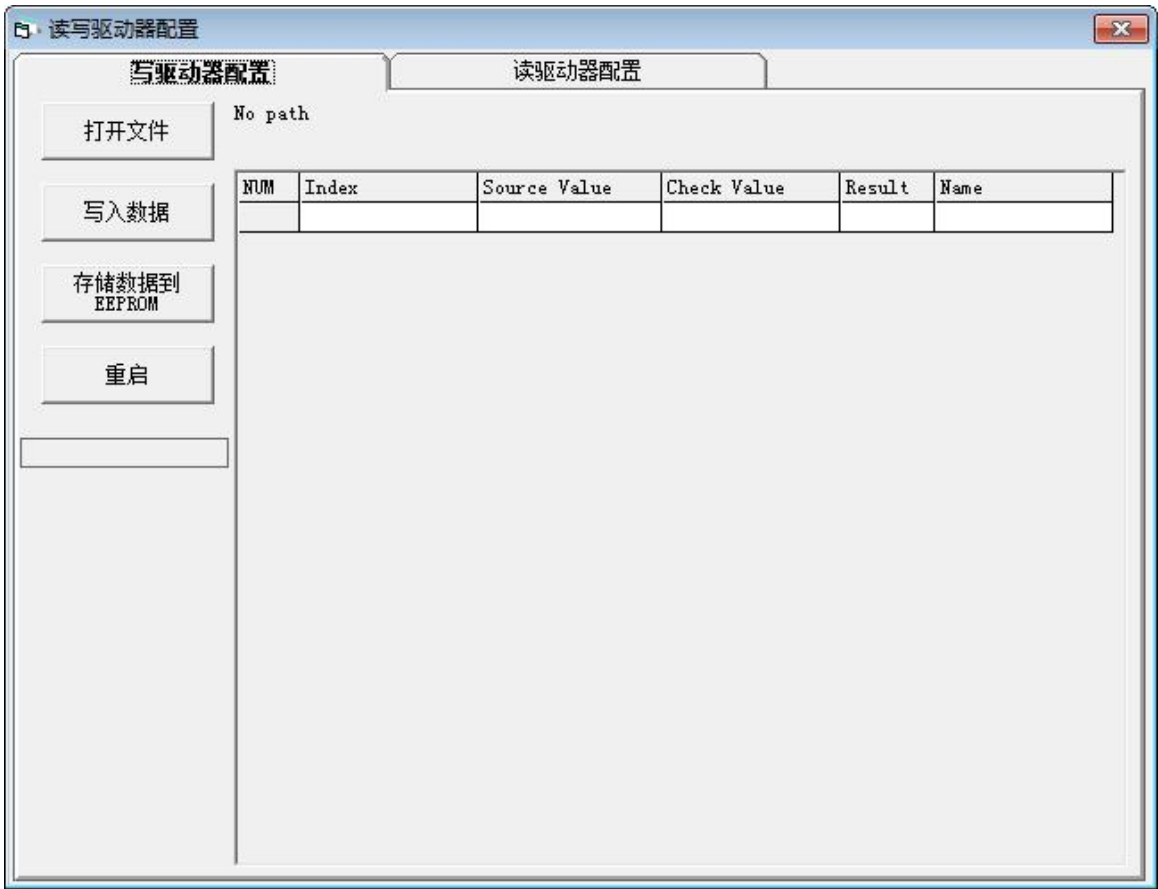 读写驱动器配置
写驱动器配置
读驱动器配置
打开文件
No path
NUM Index Source Value Check Value Result Name
写入数据
存储数据到
EEPROM
重启